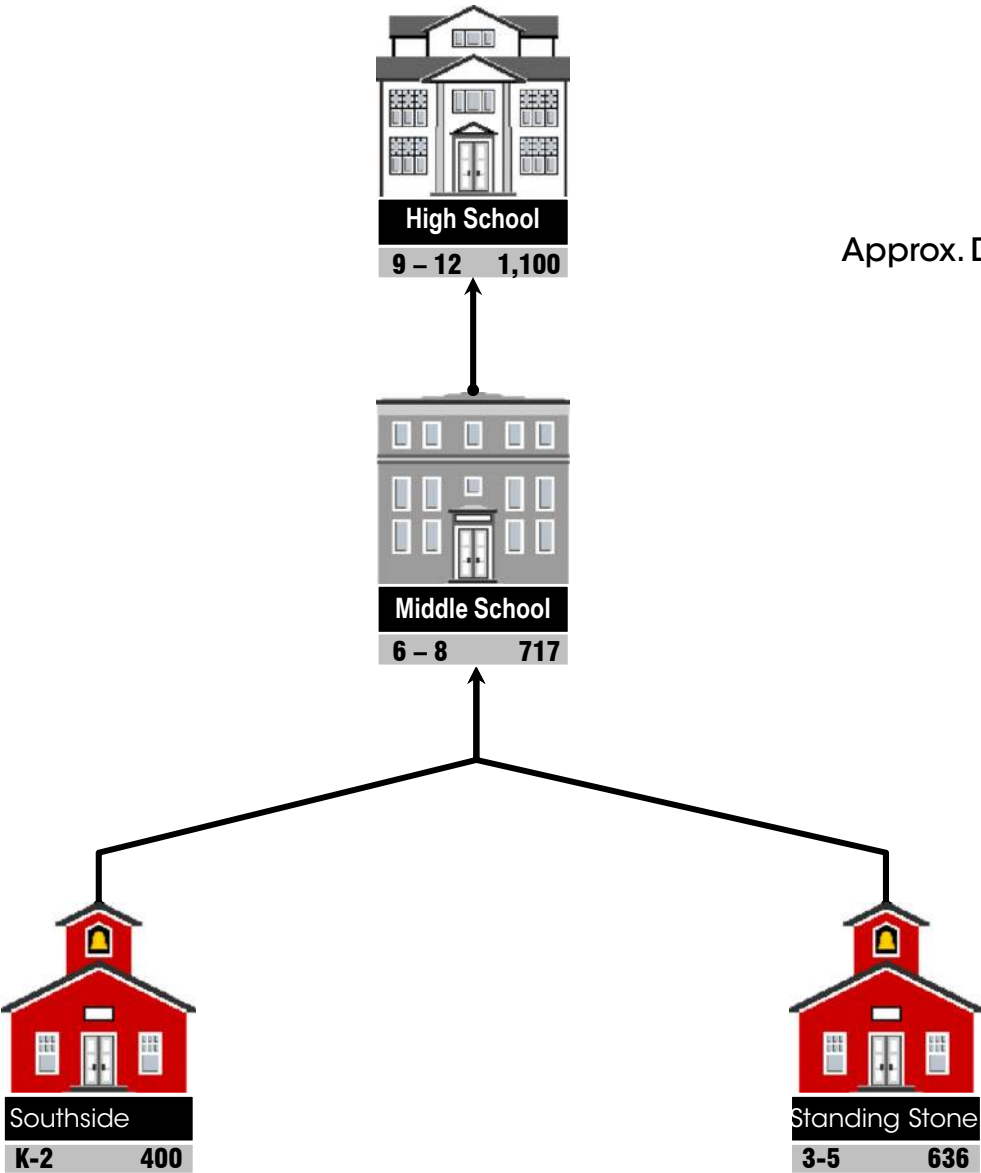 High School
9 – 12 1,100
Approx.
Middle School
6 – 8 717
Southside
K-2 400
Standing Stone
3-5 636